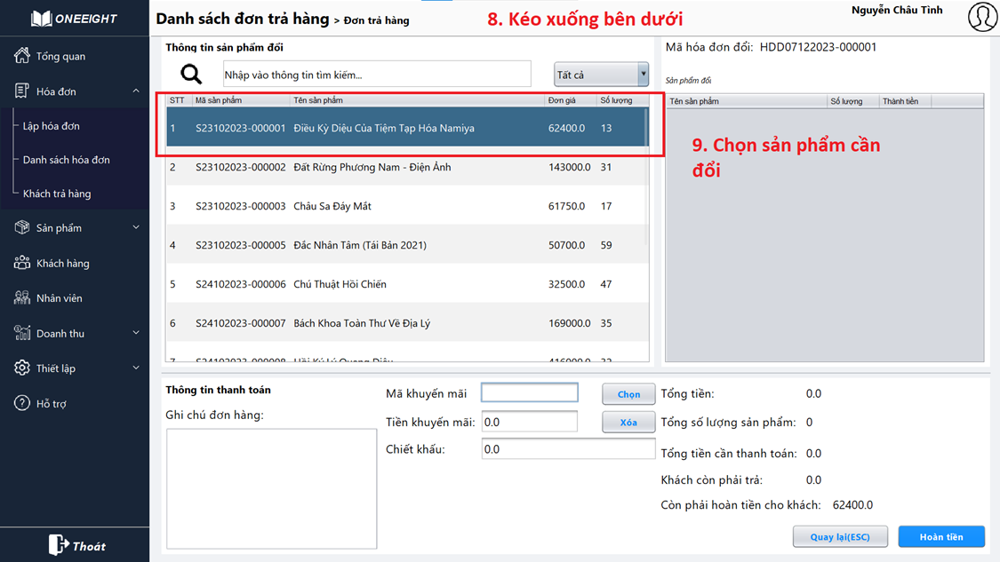 ONEEIGHT
Danh sách đơn trả hàng > Đơn trả hàng
8. Kéo xuống bên dưới
Nguyễn Châu Tình
Tổng quan
Hóa đơn
Lập hóa đơn
Danh sách hóa đơn
Khách trả hàng
Sản phẩm
Khách hàng
Nhân viên
Doanh thu
Thiết lập
Hỗ trợ
Thoát
Thông tin sản phẩm đổi
Nhập vào thông tin tìm kiếm...
Tất cả
STT Mã sản phẩm Tên sản phẩm Đơn giá Số lượng
1 S23102023-000001 Điều Kỳ Diệu Của Tiệm Tạp Hóa Namiya 62400.0 13
2 S23102023-000002 Đất Rừng Phương Nam - Điện Ảnh 143000.0 31
3 S23102023-000003 Châu Sa Đáy Mắt 61750.0 17
4 S23102023-000005 Đắc Nhân Tâm (Tái Bản 2021) 50700.0 59
5 S24102023-000006 Chú Thuật Hồi Chiến 32500.0 47
6 S24102023-000007 Bách Khoa Toàn Thư Về Địa Lý 169000.0 35
Mã hóa đơn đổi: HDD07122023-000001
Sản phẩm đổi
Tên sản phẩm Số lượng Thành tiền
9. Chọn sản phẩm cần
đổi
Thông tin thanh toán
Ghi chú đơn hàng:
Mã khuyến mãi
Chọn
Tiền khuyến mãi: 0.0
Xóa
Chiết khấu: 0.0
Tổng tiền: 0.0
Tổng số lượng sản phẩm: 0
Tổng tiền cần thanh toán: 0.0
Khách còn phải trả: 0.0
Còn phải hoàn tiền cho khách: 62400.0
Quay lại(ESC)
Hoàn tiền